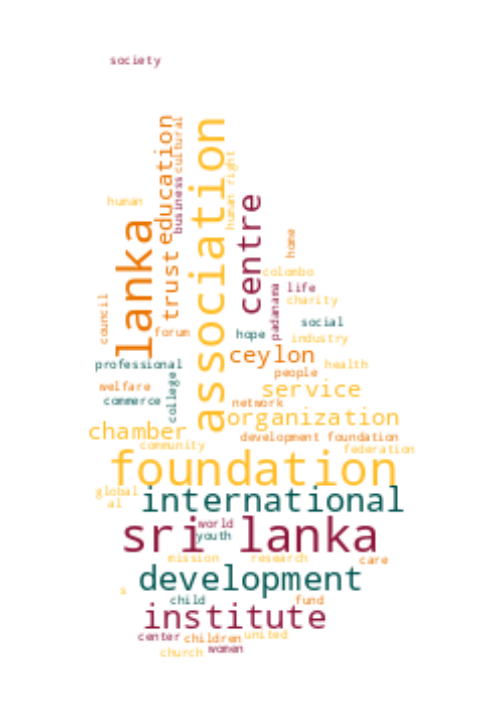 society
education
cultural
association
human right
business
human
centre
lanka
trust
home
colombo
padanama
life
charity
council
forum
social
hope
industry
ceylon
professional
health
people
college
welfare
service
commerce
network
organization
chamber
development foundation
community
federation
foundation
global
international
al
world
sri lanka
youth
mission
research
care
development
s
child
fund
institute
center
children
united
church
women